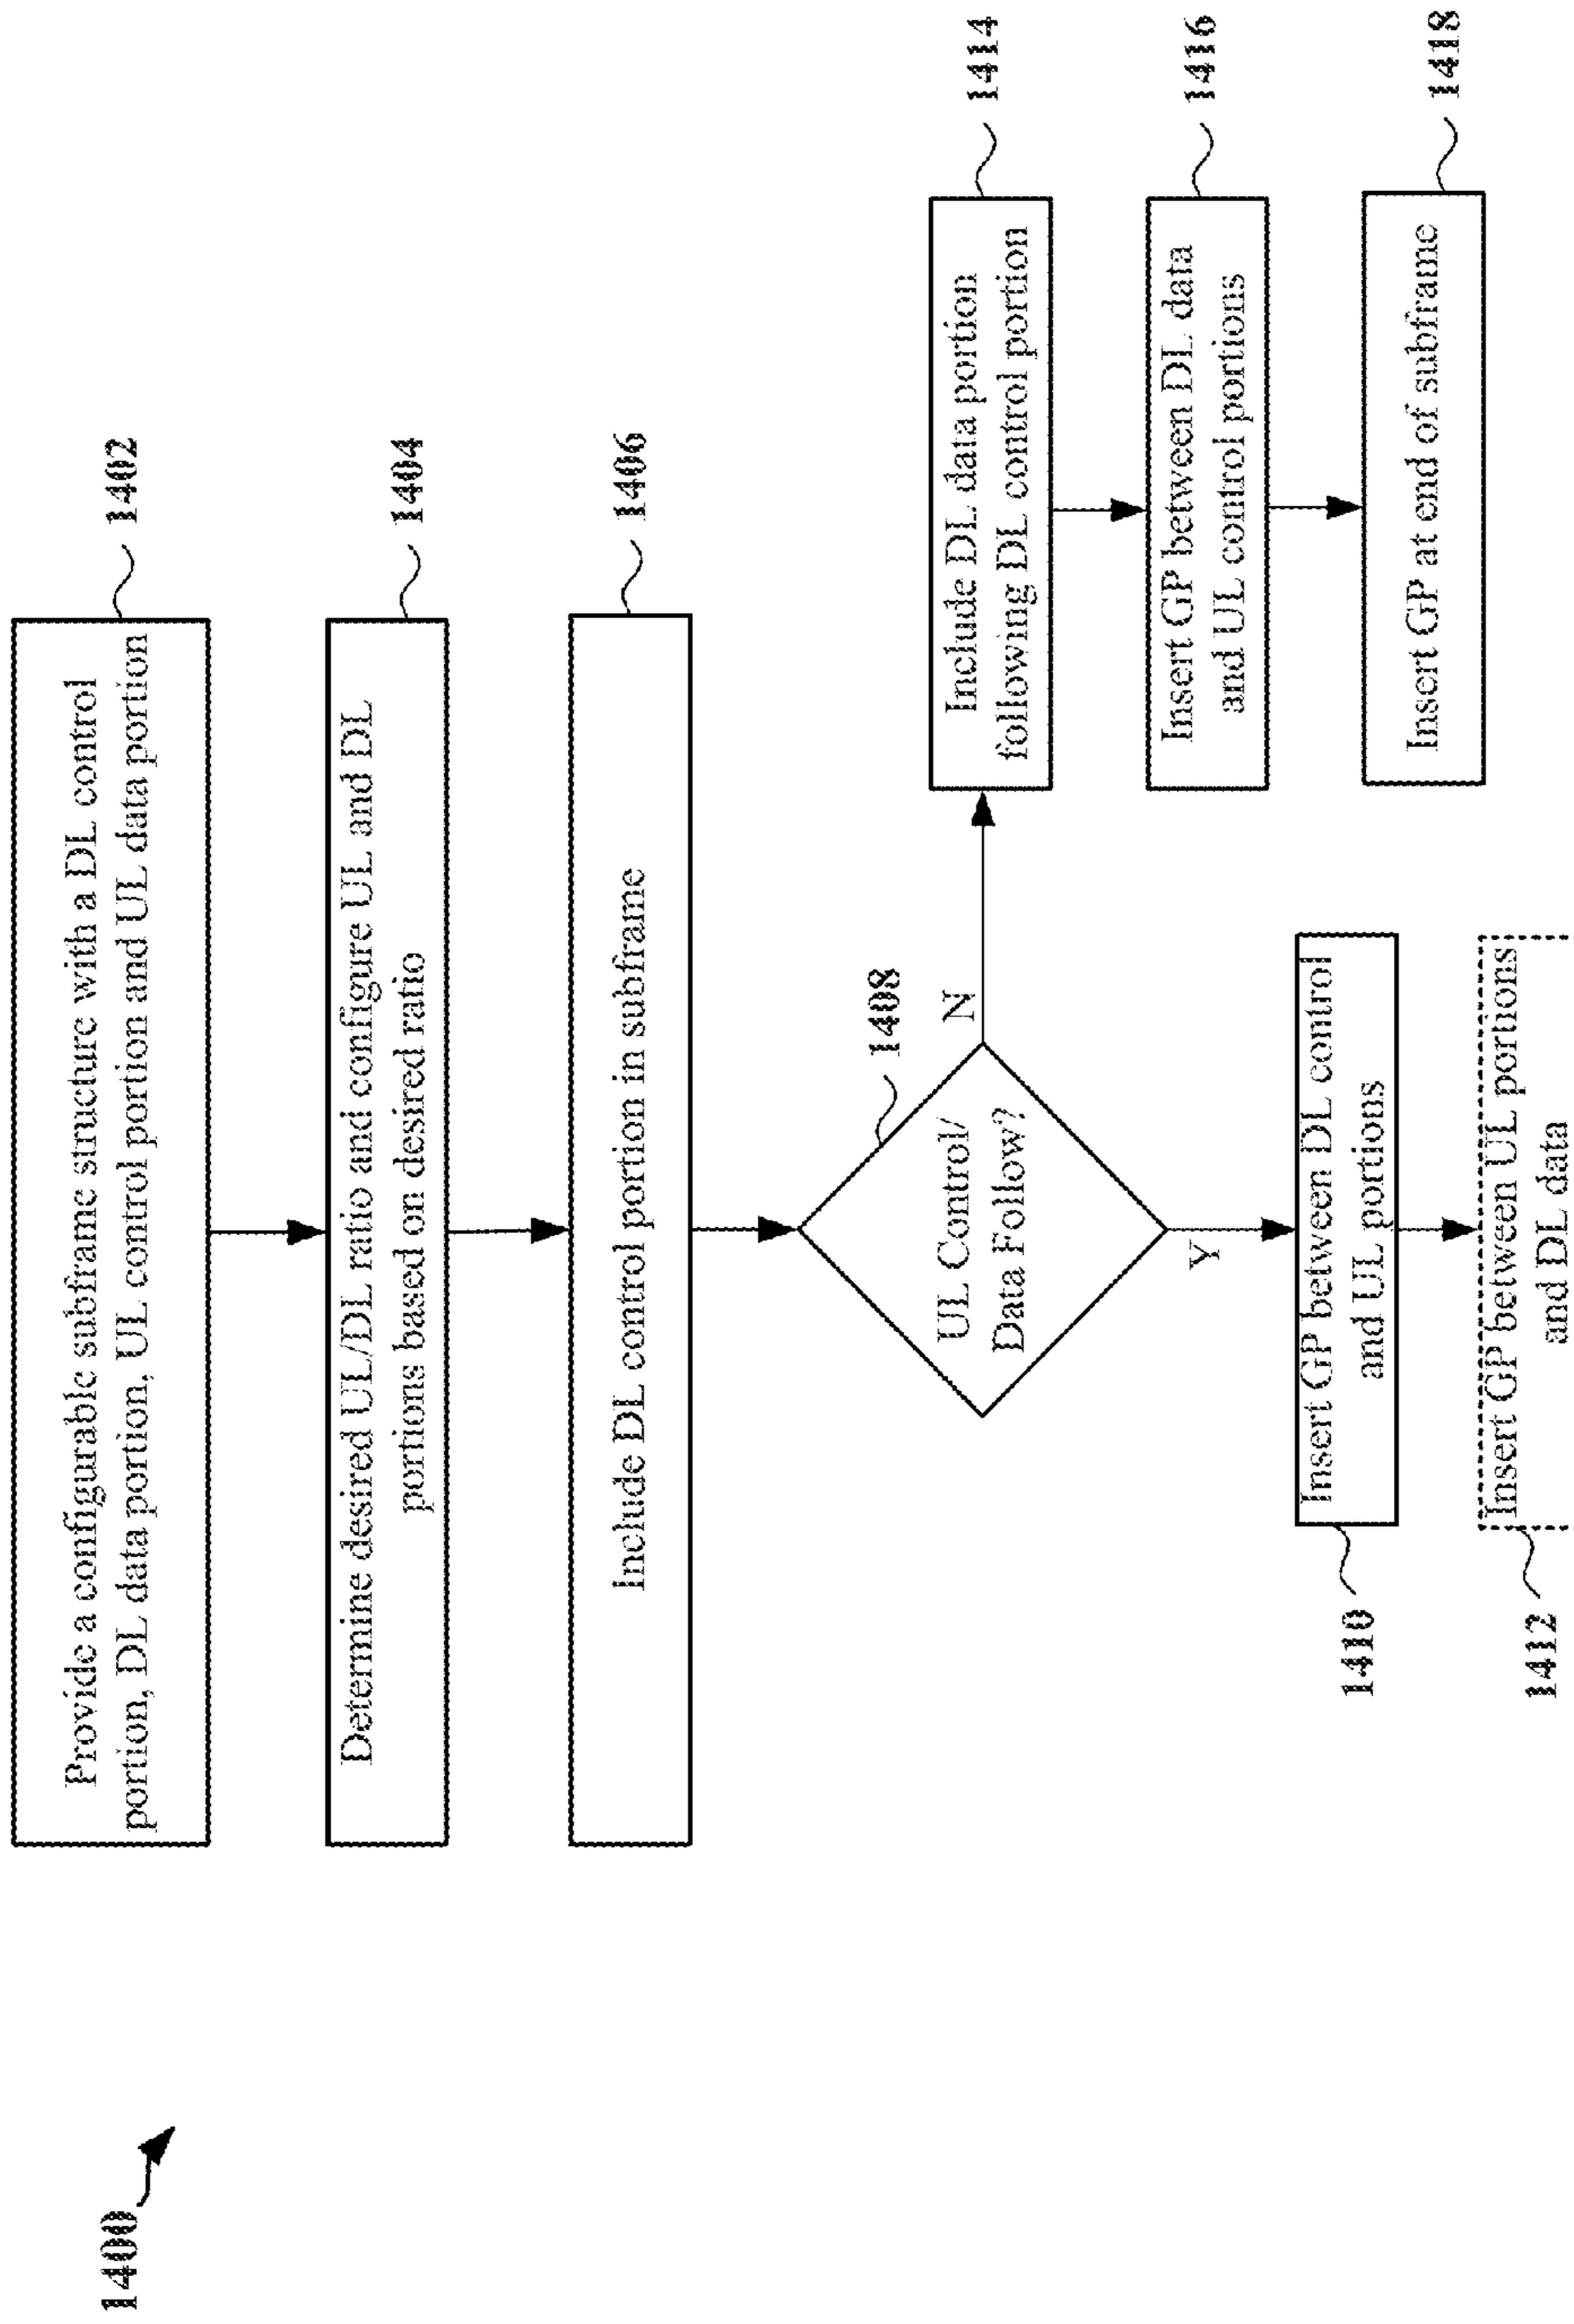 1400
Provide a configurable subframe structure with a DL control
portion, DL data portion, UL control portion and UL data portion
1402
Determine desired UL/DL ratio and configure UL and DL
portions based on desired ratio
1404
Include DL control portion in subframe
1406
UL Control/
Data Follow?
1408
N
Y
Insert GP between DL control
and UL portions
1410
Insert GP between UL portions
and DL data
1412
Include DL data portion
following DL control portion
1414
Insert GP between DL data
and UL control portions
1416
Insert GP at end of subframe
1418